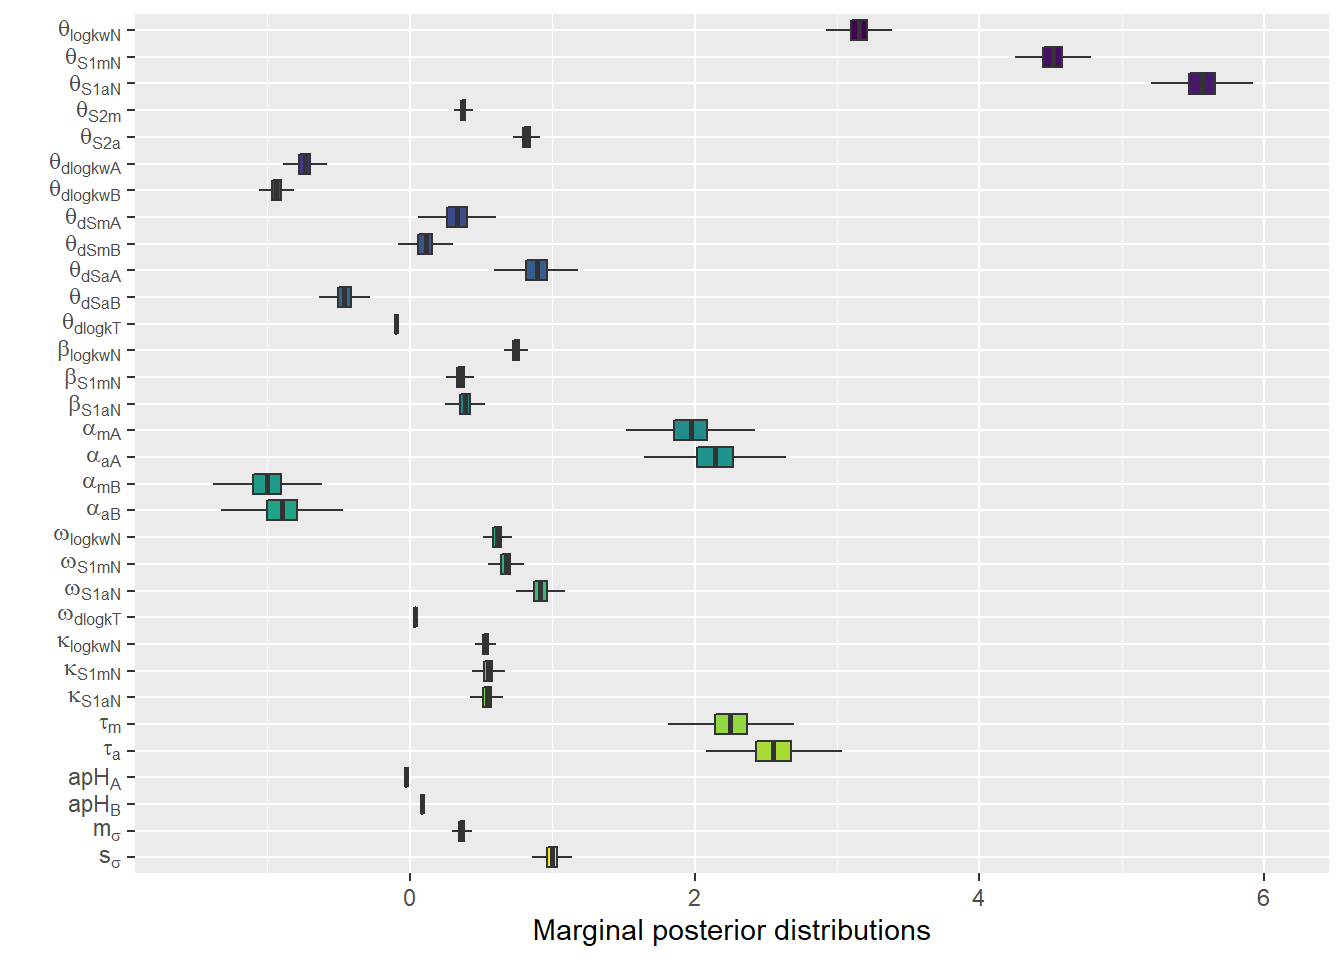 θlogkwN
θS1mN
θS1aN
θS2m
θS2a
θdlogkwA
θdlogkwB
θdSmA
θdSmB
θdSaA
θdSaB
θdlogkT
βlogkwN
βS1mN
βS1aN
αmA
αaA
αmB
αaB
ωlogkwN
ωS1mN
ωS1aN
ωdlogkT
κlogkwN
κS1mN
κS1aN
τm
τa
apHA
apHB
mσ
sσ
0 2 4 6
Marginal posterior distributions